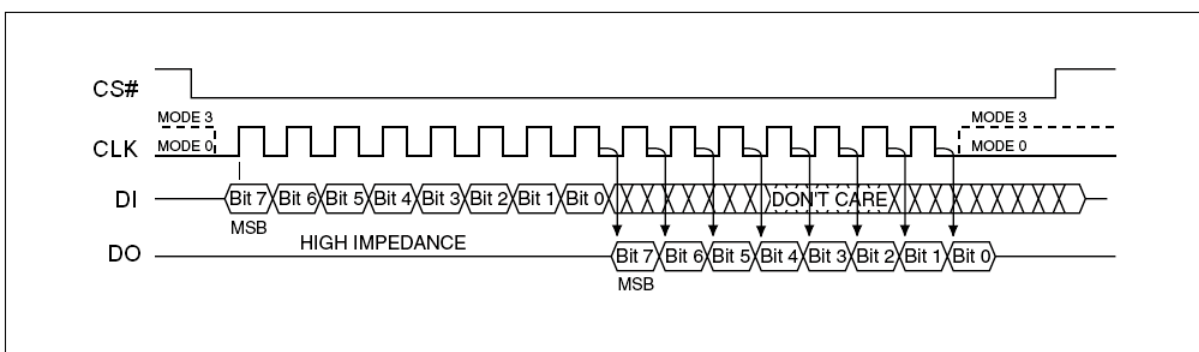 CS#
MODE 3 MODE 3
CLK MODE 0 MODE 0
DI Bit 7 Bit 6 Bit 5 Bit 4 Bit 3 Bit 2 Bit 1 Bit 0 DON'T CARE
MSB
HIGH IMPEDANCE
DO Bit 7 Bit 6 Bit 5 Bit 4 Bit 3 Bit 2 Bit 1 Bit 0
MSB